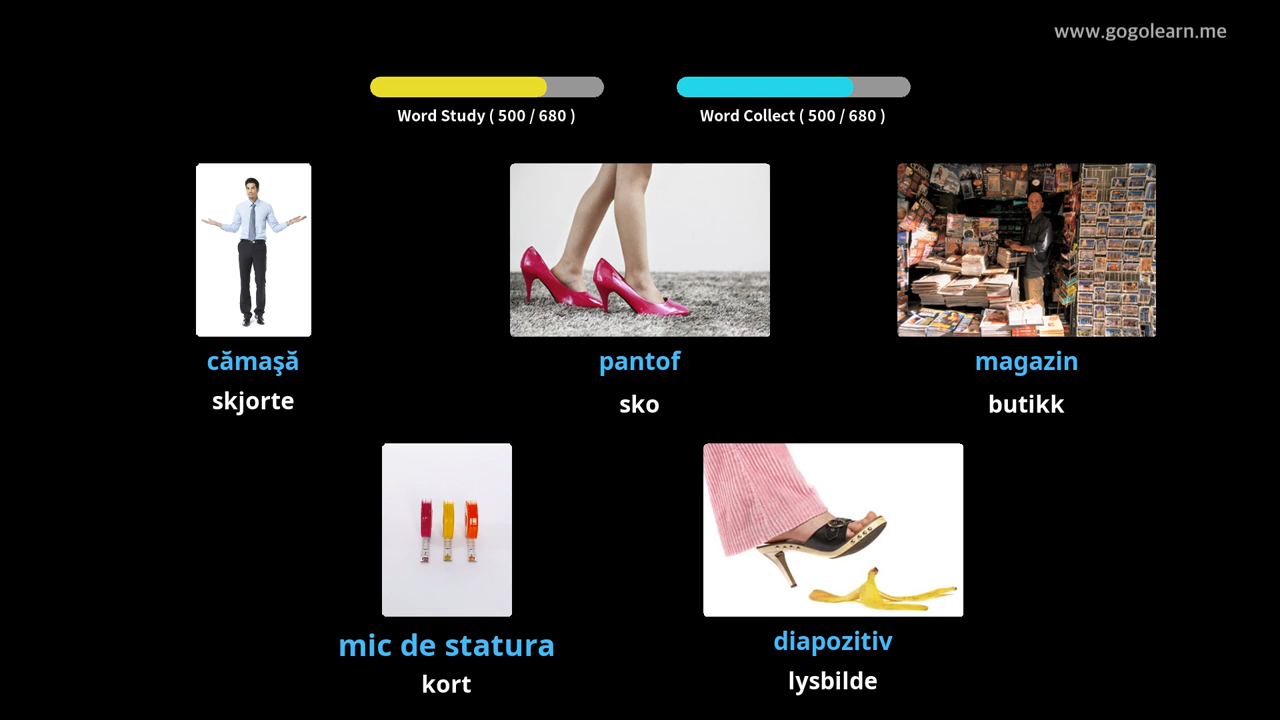 www.gogolearn.me
Word Study ( 500 / 680 )
Word Collect ( 500 / 680 )
cămaşă
skjorte
pantof
sko
magazin
butikk
mic de statura
kort
diapozitiv
lysbilde